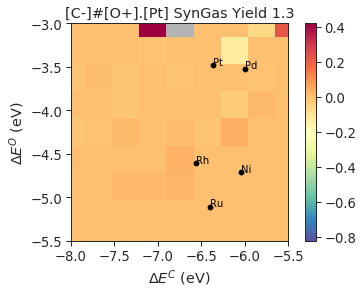 [C-]#[O+].[Pt] SynGas Yield 1.3
−3.0
−3.5
−4.0
−4.5
−5.0
−5.5
ΔE^O (eV)
Pt
Pd
Rh
Ni
Ru
−8.0 −7.5 −7.0 −6.5 −6.0 −5.5
ΔE^C (eV)
0.4
0.2
0.0
−0.2
−0.4
−0.6
−0.8